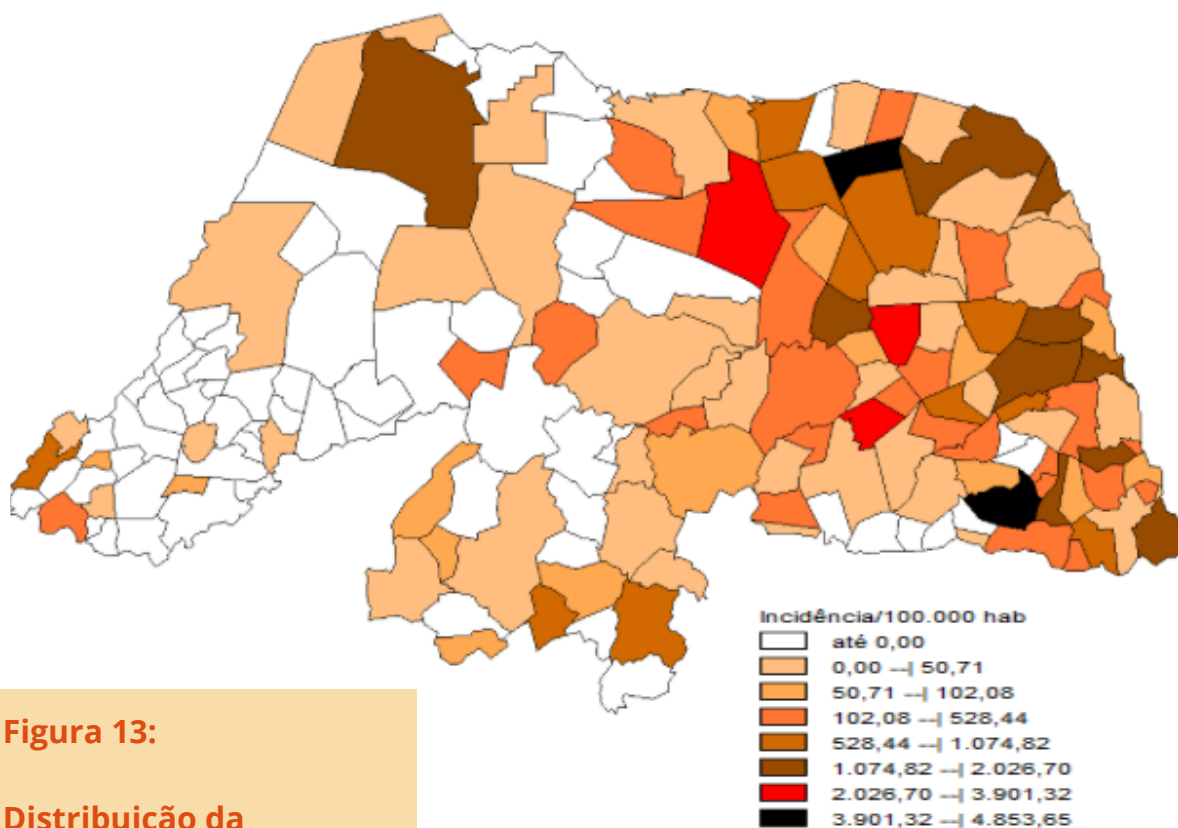 Incidência/100.000 hab
até 0,00
0,00 --| 50,71
50,71 --| 102,08
102,08 --| 528,44
528,44 --| 1.074,82
1.074,82 --| 2.026,70
2.026,70 --| 3.901,32
3.901,32 --| 4.853,65
Figura 13:
Distribuição da